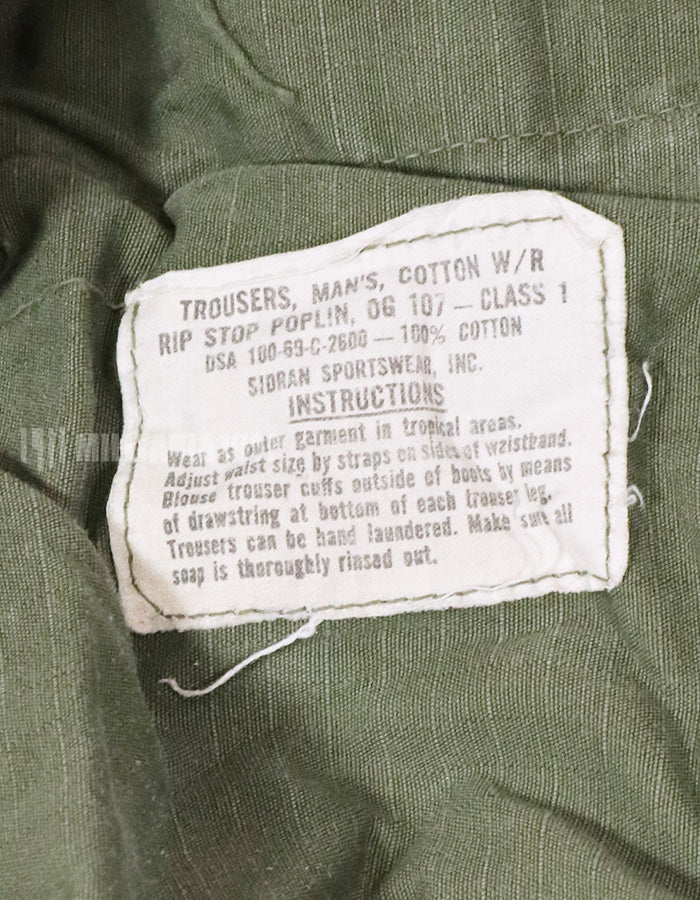 TROUSERS, MAN'S, COTTON W/R
RIP STOP POPLIN, OG 107 — CLASS 1
DSA 100-69-C-2600 — 100% COTTON
SIDRAN SPORTSWEAR, INC.
INSTRUCTIONS
Wear as outer garment in tropical areas.
Adjust waist size by straps on sides of waistband.
Blouse trouser cuffs outside of boots by means
of drawstring at bottom of each trouser leg.
Trousers can be hand laundered. Make sure all
soap is thoroughly rinsed out.